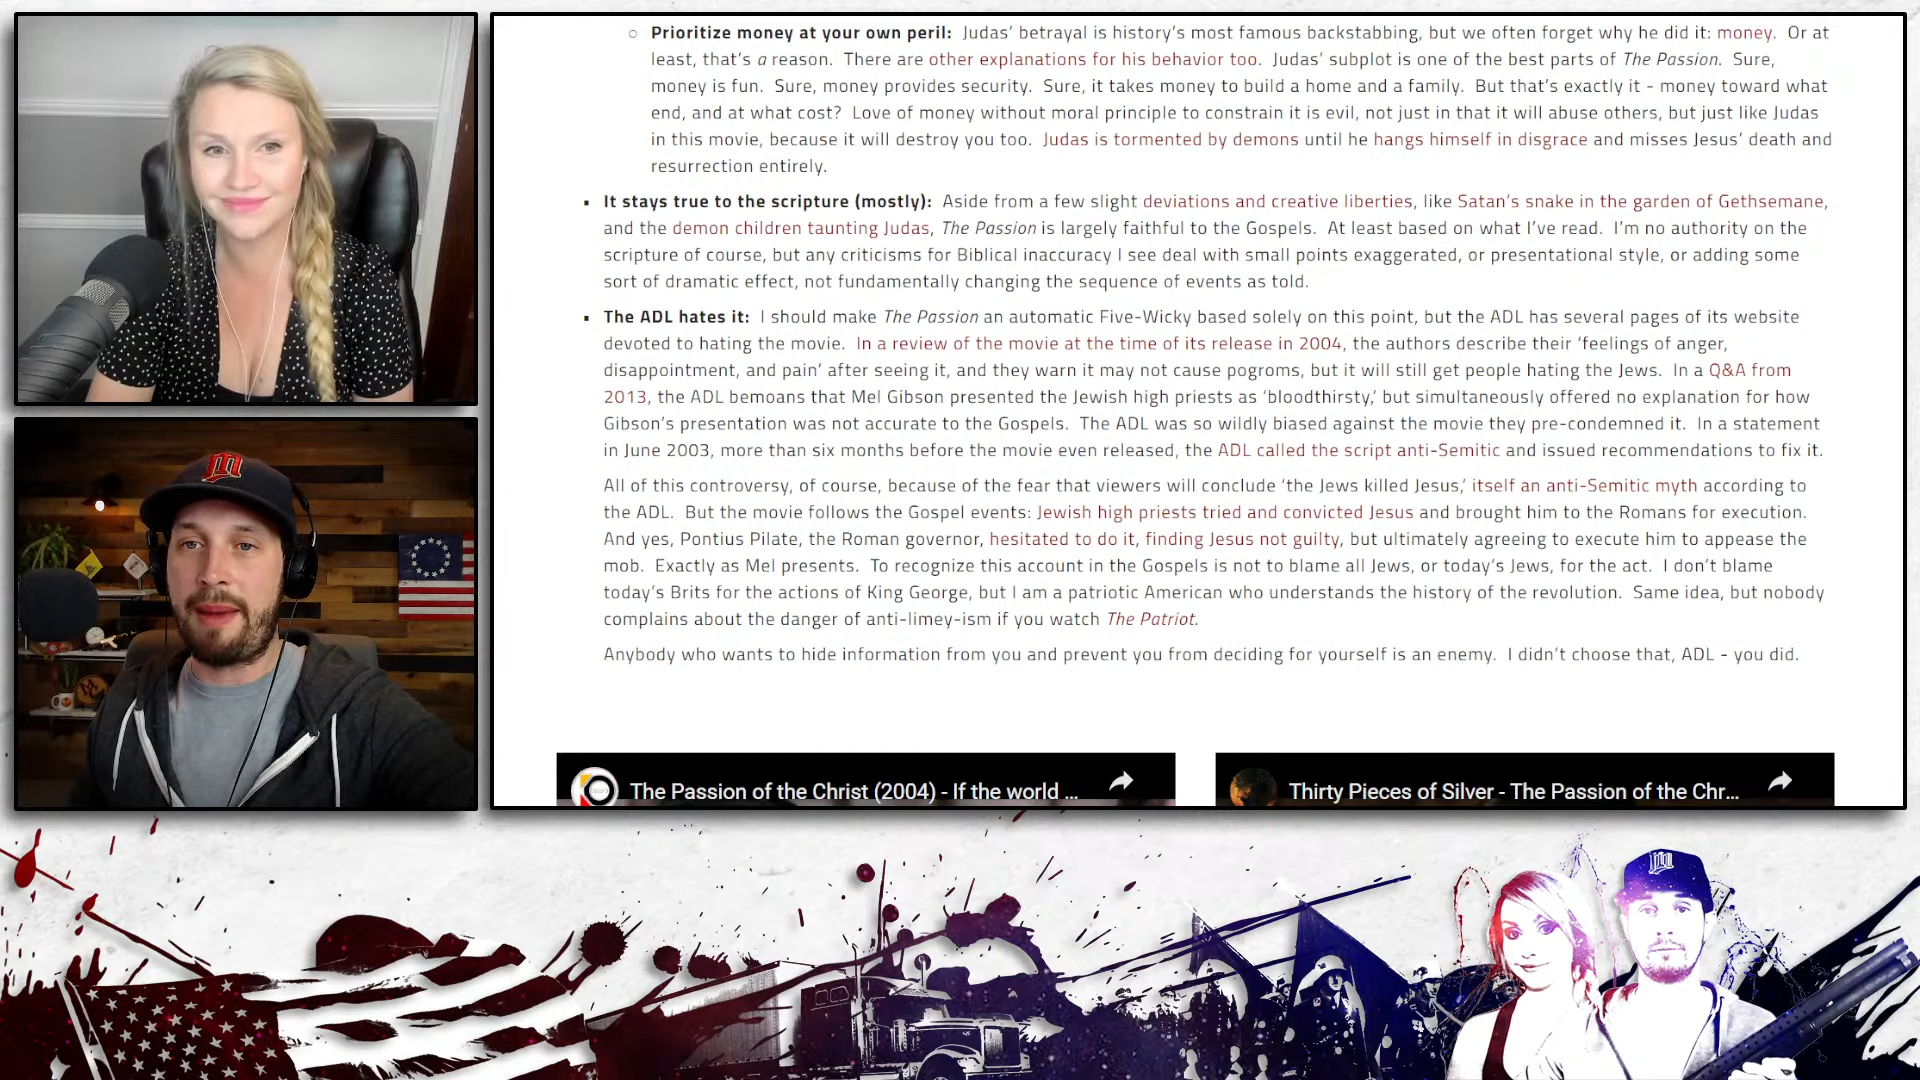 Prioritize money at your own peril: Judas’ betrayal is history’s most famous backstabbing, but we often forget why he did it: money. Or at
least, that’s a reason. There are other explanations for his behavior too. Judas’ subplot is one of the best parts of The Passion. Sure,
money is fun. Sure, money provides security. Sure, it takes money to build a home and a family. But that’s exactly it - money toward what
end, and at what cost? Love of money without moral principle to constrain it is evil, not just in that it will abuse others, but just like Judas
in this movie, because it will destroy you too. Judas is tormented by demons until he hangs himself in disgrace and misses Jesus’ death and
resurrection entirely.
It stays true to the scripture (mostly): Aside from a few slight deviations and creative liberties, like Satan’s snake in the garden of Gethsemane,
and the demon children taunting Judas, The Passion is largely faithful to the Gospels. At least based on what I’ve read. I’m no authority on the
scripture of course, but any criticisms for Biblical inaccuracy I see deal with small points exaggerated, or presentational style, or adding some
sort of dramatic effect, not fundamentally changing the sequence of events as told.
The ADL hates it: I should make The Passion an automatic Five-Wicky based solely on this point, but the ADL has several pages of its website
devoted to hating the movie. In a review of the movie at the time of its release in 2004, the authors describe their ‘feelings of anger,
disappointment, and pain’ after seeing it, and they warn it may not cause pogroms, but it will still get people hating the Jews. In a Q&A from
2013, the ADL bemoans that Mel Gibson presented the Jewish high priests as ‘bloodthirsty,’ but simultaneously offered no explanation for how
Gibson’s presentation was not accurate to the Gospels. The ADL was so wildly biased against the movie they pre-condemned it. In a statement
in June 2003, more than six months before the movie even released, the ADL called the script anti-Semitic and issued recommendations to fix it.
All of this controversy, of course, because of the fear that viewers will conclude ‘the Jews killed Jesus,’ itself an anti-Semitic myth according to
the ADL. But the movie follows the Gospel events: Jewish high priests tried and convicted Jesus and brought him to the Romans for execution.
And yes, Pontius Pilate, the Roman governor, hesitated to do it, finding Jesus not guilty, but ultimately agreeing to execute him to appease the
mob. Exactly as Mel presents. To recognize this account in the Gospels is not to blame all Jews, or today’s Jews, for the act. I don’t blame
today’s Brits for the actions of King George, but I am a patriotic American who understands the history of the revolution. Same idea, but nobody
complains about the danger of anti-limey-ism if you watch The Patriot.
Anybody who wants to hide information from you and prevent you from deciding for yourself is an enemy. I didn’t choose that, ADL - you did.
The Passion of the Christ (2004) - If the world ...
Thirty Pieces of Silver - The Passion of the Chr...